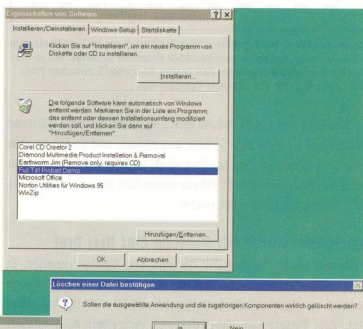 Eigenschaften von Software
Installieren/Deinstallieren Windows-Setup Startdiskette
Klicken Sie auf "Installieren", um ein neues Programm von
Diskette oder CD zu installieren.
Installieren...
Die folgende Software kann automatisch von Windows
entfernt werden. Markieren Sie in der Liste ein Programm,
das entfernt oder dessen Installationsumfang modifiziert
werden soll, und klicken Sie dann auf
"Hinzufügen/Entfernen".
Corel CD Creator 2
Diamond Multimedia Product Installation & Removal
Earthworm Jim (Remove only, requires CD)
Full Tilt! Pinball Demo
Microsoft Office
Norton Utilities für Windows 95
WinZip
Hinzufügen/Entfernen...
OK Abbrechen Übernehmen
Löschen einer Datei bestätigen
Sollen die ausgewählte Anwendung und die zugehörigen Komponenten wirklich gelöscht werden?
Ja Nein